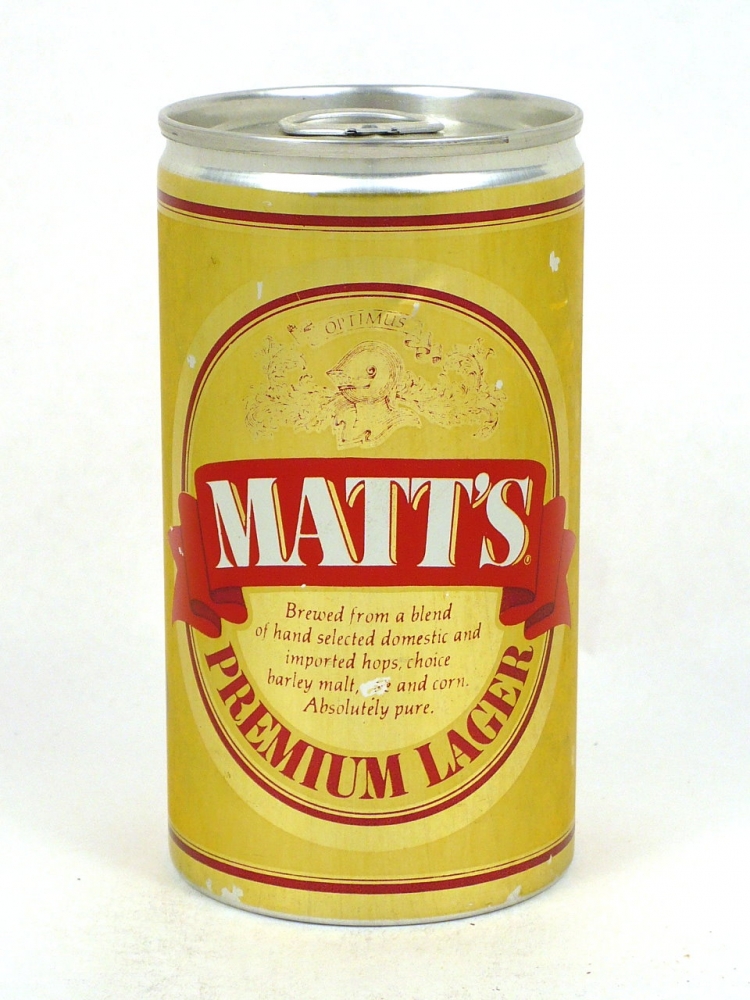 OPTIMUS
MATT'S®
Brewed from a blend
of hand selected domestic and
imported hops, choice
barley malt, and corn.
Absolutely pure.
PREMIUM LAGER